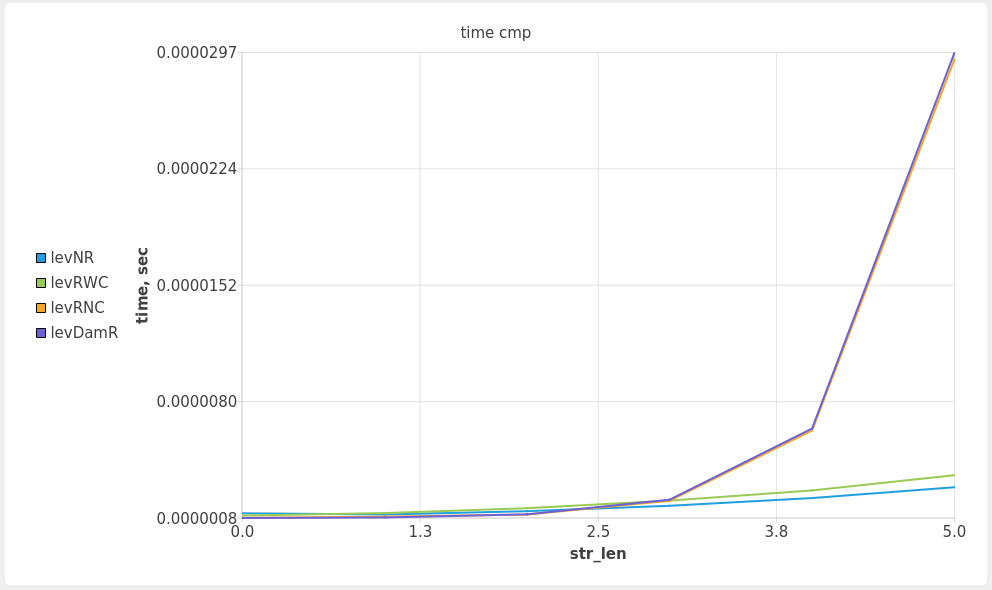 time cmp
0.0000297
0.0000224
0.0000152
0.0000080
0.0000008
time, sec
levNR
levRWC
levRNC
levDamR
0.0 1.3 2.5 3.8 5.0
str_len